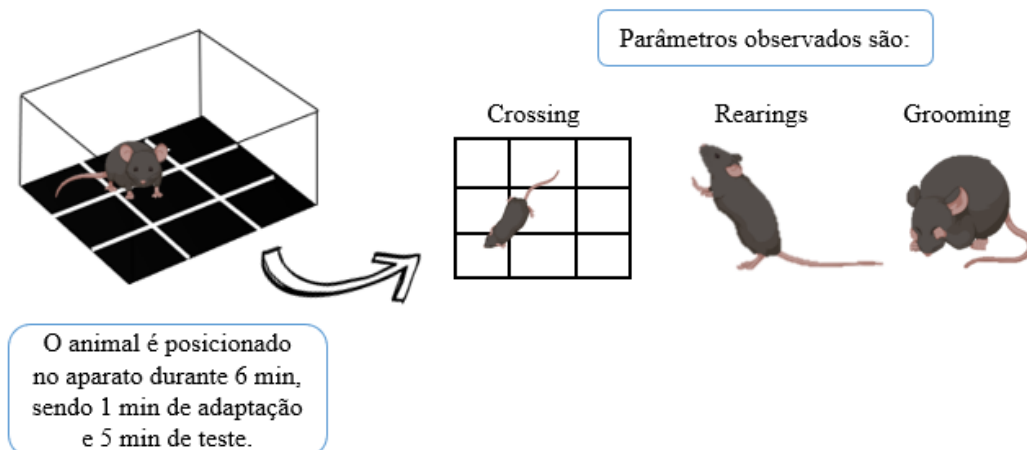 Parâmetros observados são:
Crossing
Rearings
Grooming
O animal é posicionado
no aparato durante 6 min,
sendo 1 min de adaptação
e 5 min de teste.